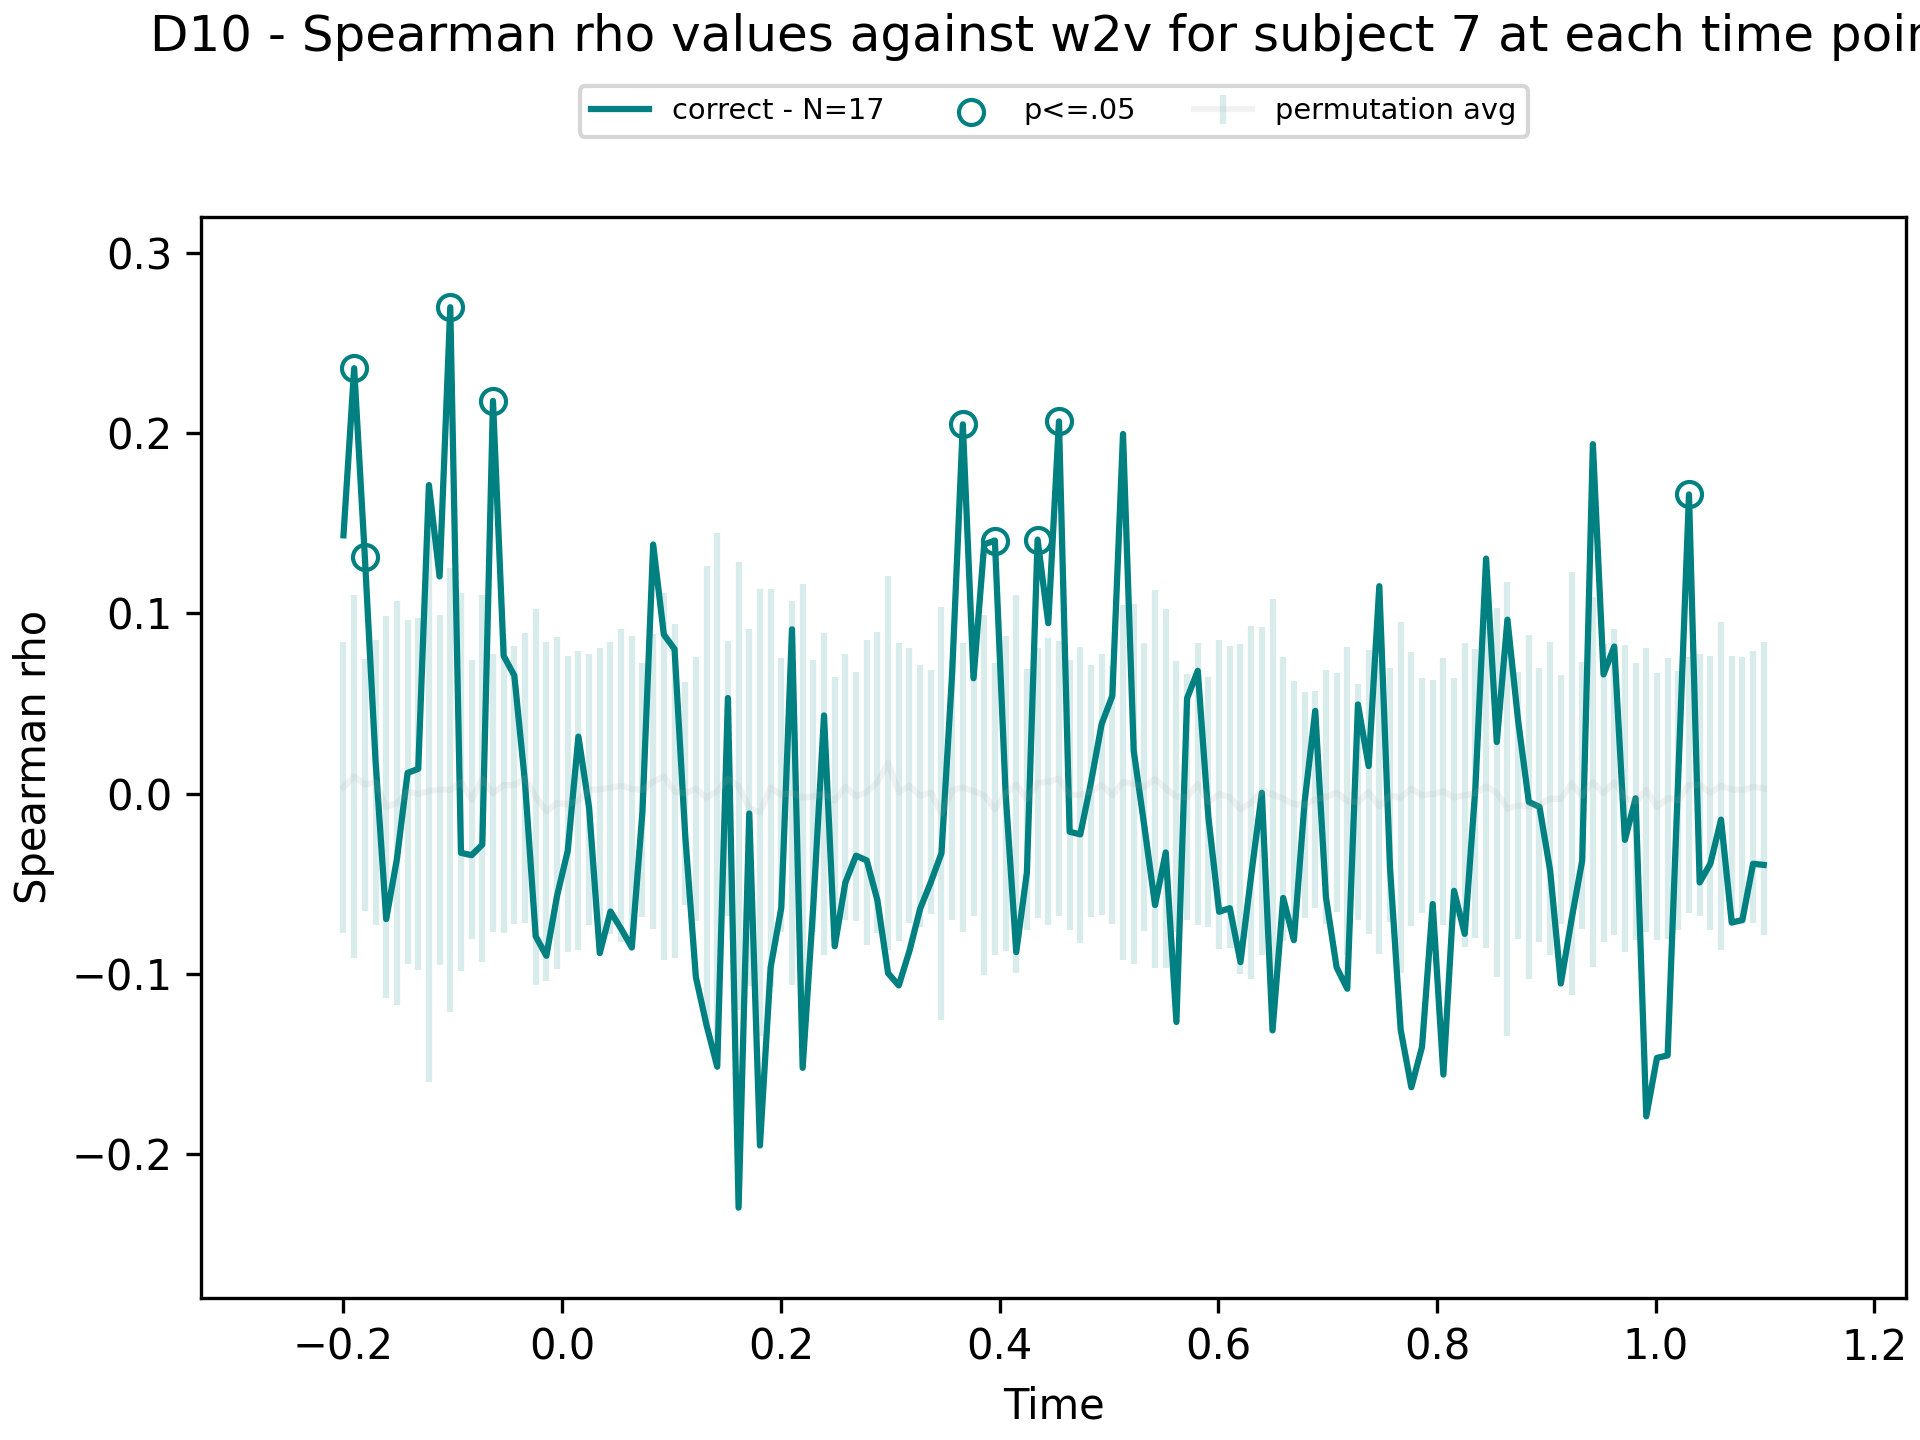 D10 - Spearman rho values against w2v for subject 7 at each time
correct - N=17 p<=.05 permutation avg
Spearman rho
0.3
0.2
0.1
0.0
−0.1
−0.2
−0.2 0.0 0.2 0.4 0.6 0.8 1.0 1.2
Time